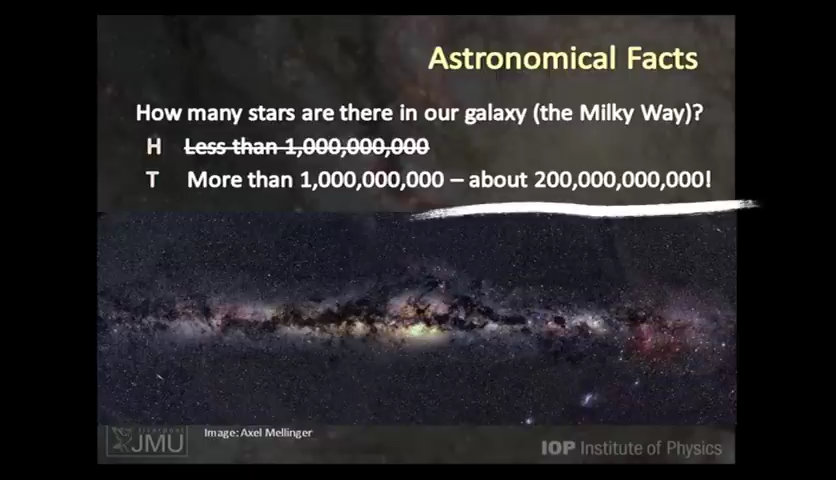 Astronomical Facts
How many stars are there in our galaxy (the Milky Way)?
H Less than 1,000,000,000
T More than 1,000,000,000 – about 200,000,000,000!
JMU
Image: Axel Mellinger
IOP Institute of Physics